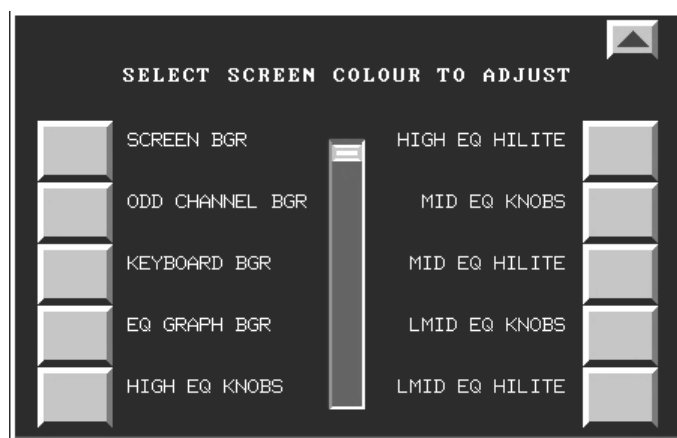 SELECT SCREEN COLOUR TO ADJUST
SCREEN BGR
HIGH EQ HILITE
ODD CHANNEL BGR
MID EQ KNOBS
KEYBOARD BGR
MID EQ HILITE
EQ GRAPH BGR
LMID EQ KNOBS
HIGH EQ KNOBS
LMID EQ HILITE